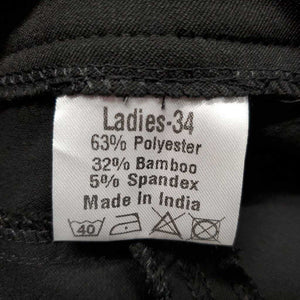 Ladies-34
63% Polyester
32% Bamboo
5% Spandex
Made in India
40